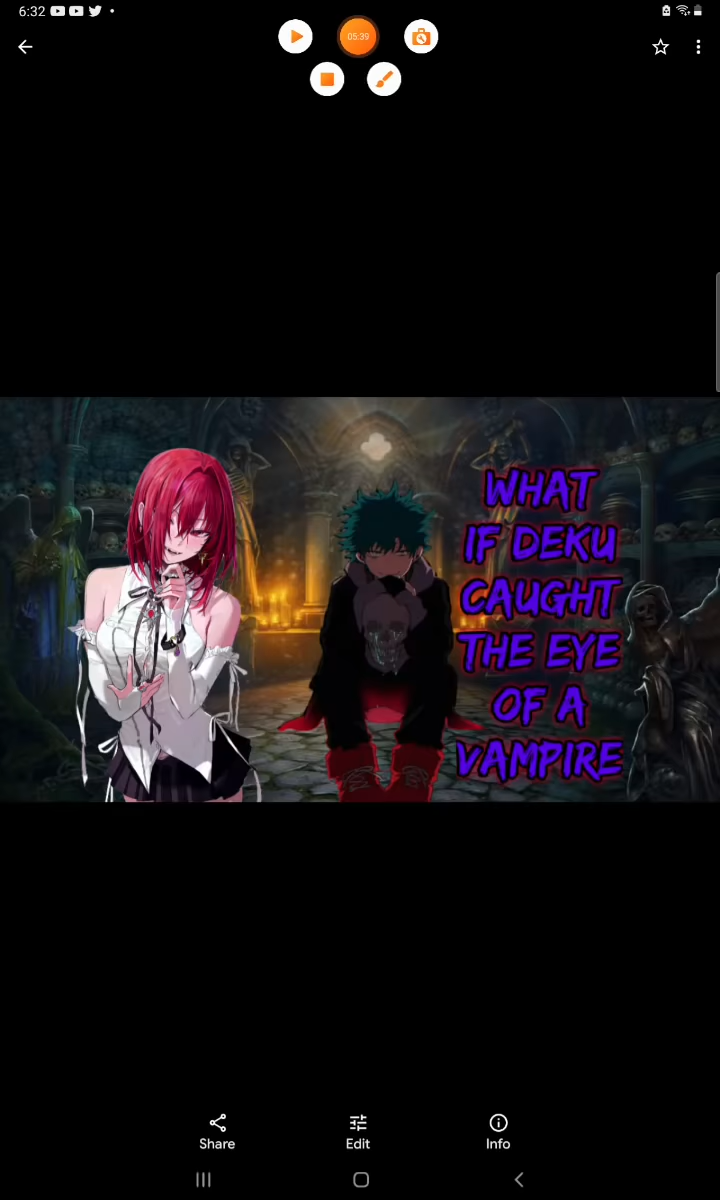 6:32
05:39
WHAT
IF DEKU
CAUGHT
THE EYE
OF A
VAMPIRE
Share
Edit
Info